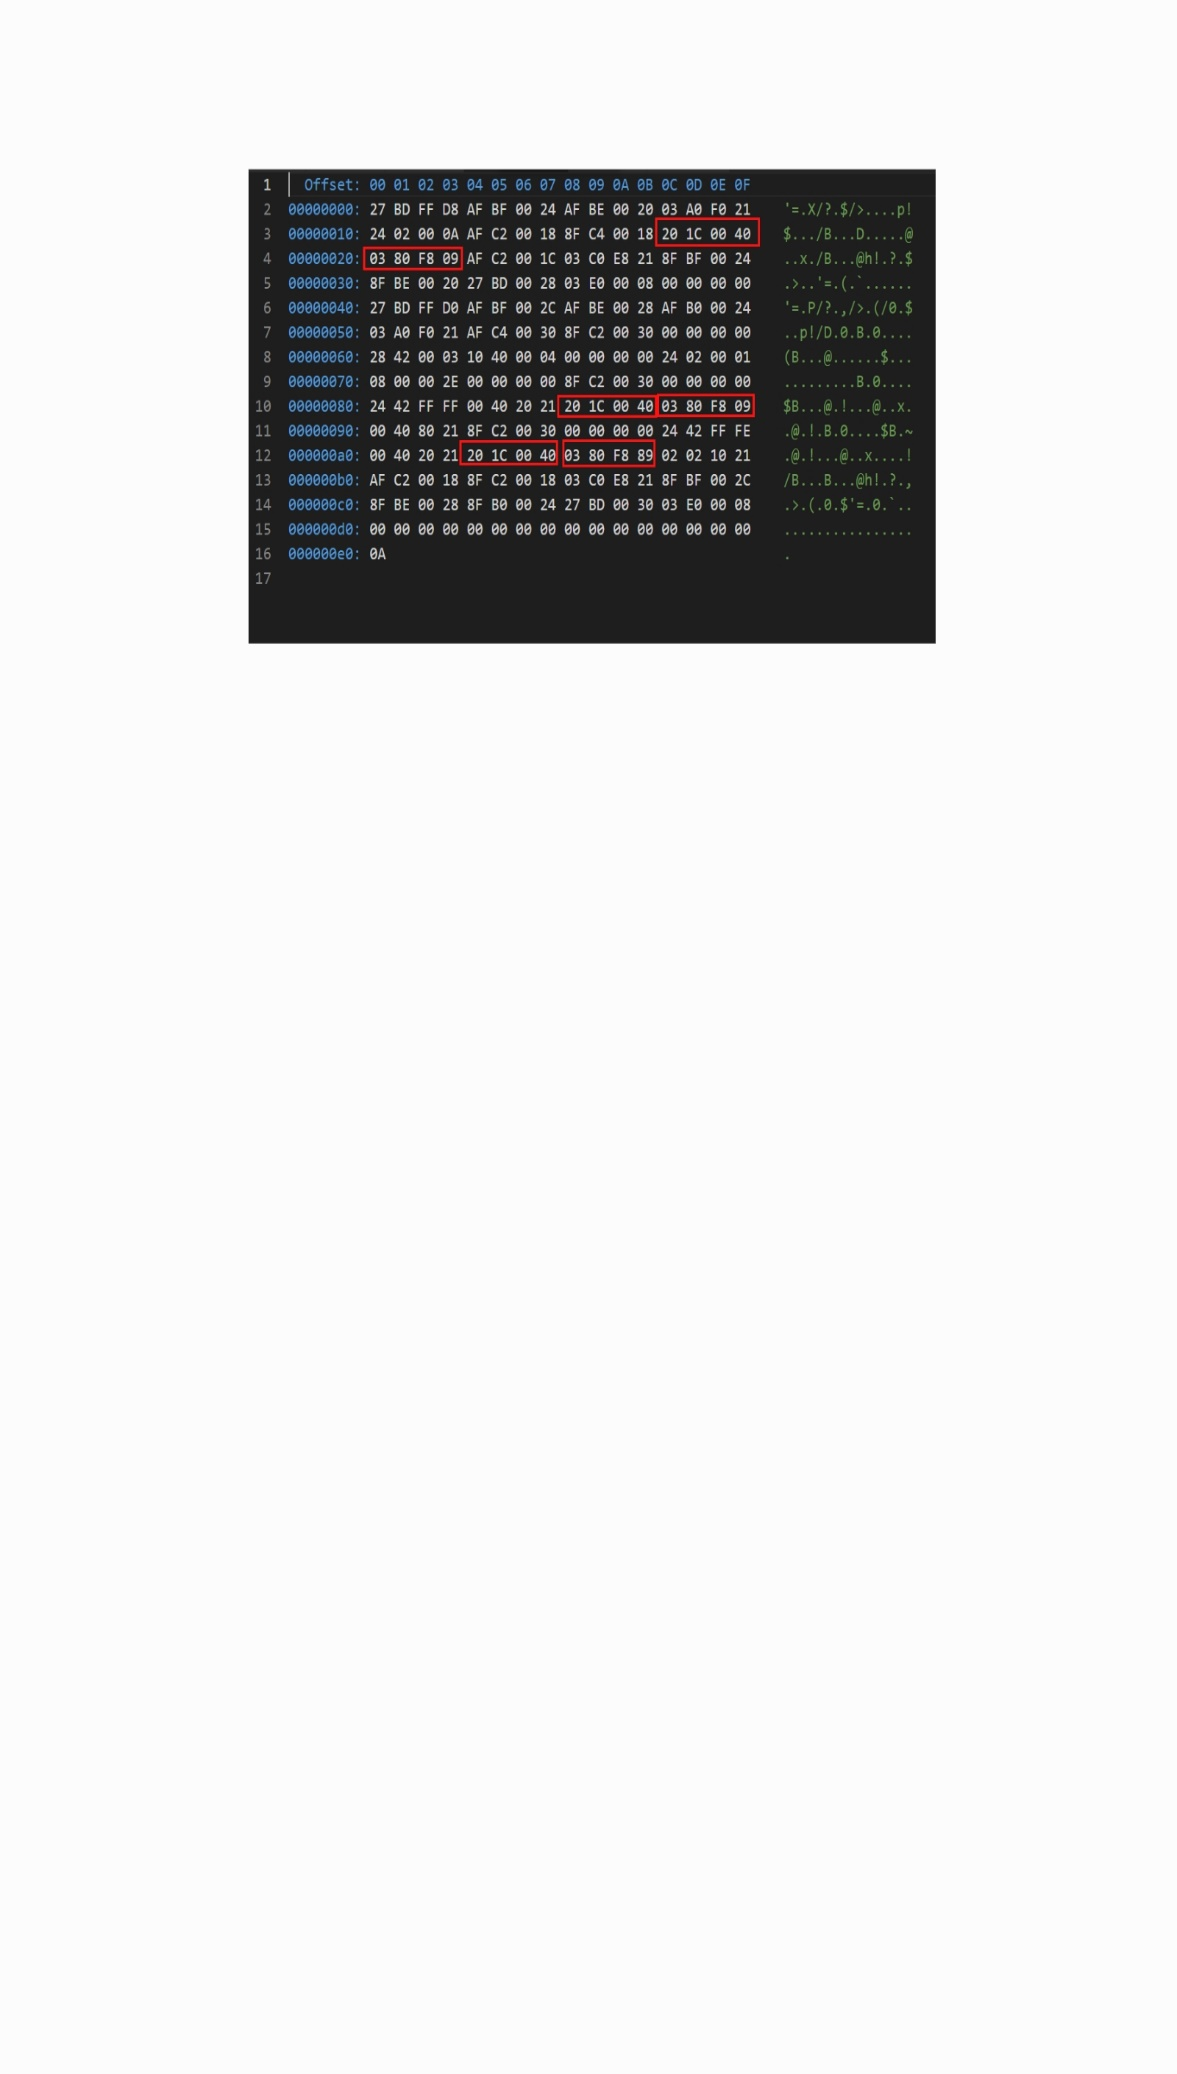 1 Offset: 00 01 02 03 04 05 06 07 08 09 0A 0B 0C 0D 0E 0F
2 00000000: 27 BD FF D8 AF BF 00 24 AF BE 00 20 03 A0 F0 21 '=.X/?.$/>....p!
3 00000010: 24 02 00 0A AF C2 00 18 8F C4 00 18 20 1C 00 40 $.../B...D.....@
4 00000020: 03 80 F8 09 AF C2 00 1C 03 C0 E8 21 8F BF 00 24 ..x./B...@h!.?.$
5 00000030: 8F BE 00 20 27 BD 00 28 03 E0 00 08 00 00 00 00 .>..'=.(.`......
6 00000040: 27 BD FF D0 AF BF 00 2C AF BE 00 28 AF B0 00 24 '=.P/?.,/>.(/0.$
7 00000050: 03 A0 F0 21 AF C4 00 30 8F C2 00 30 00 00 00 00 ..p!/D.0.B.0....
8 00000060: 28 42 00 03 10 40 00 04 00 00 00 00 24 02 00 01 (B...@......$...
9 00000070: 08 00 00 2E 00 00 00 00 8F C2 00 30 00 00 00 00 .........B.0....
10 00000080: 24 42 FF FF 00 40 20 21 20 1C 00 40 03 80 F8 09 $B...@.!...@..x.
11 00000090: 00 40 80 21 8F C2 00 30 00 00 00 00 24 42 FF FE .@.!.B.0....$B.~
12 000000a0: 00 40 20 21 20 1C 00 40 03 80 F8 89 02 02 10 21 .@.!...@..x....!
13 000000b0: AF C2 00 18 8F C2 00 18 03 C0 E8 21 8F BF 00 2C /B...B...@h!.?.,
14 000000c0: 8F BE 00 28 8F B0 00 24 27 BD 00 30 03 E0 00 08 .>.(.0.$'=.0.`..
15 000000d0: 00 00 00 00 00 00 00 00 00 00 00 00 00 00 00 00 ................
16 000000e0: 0A .
17